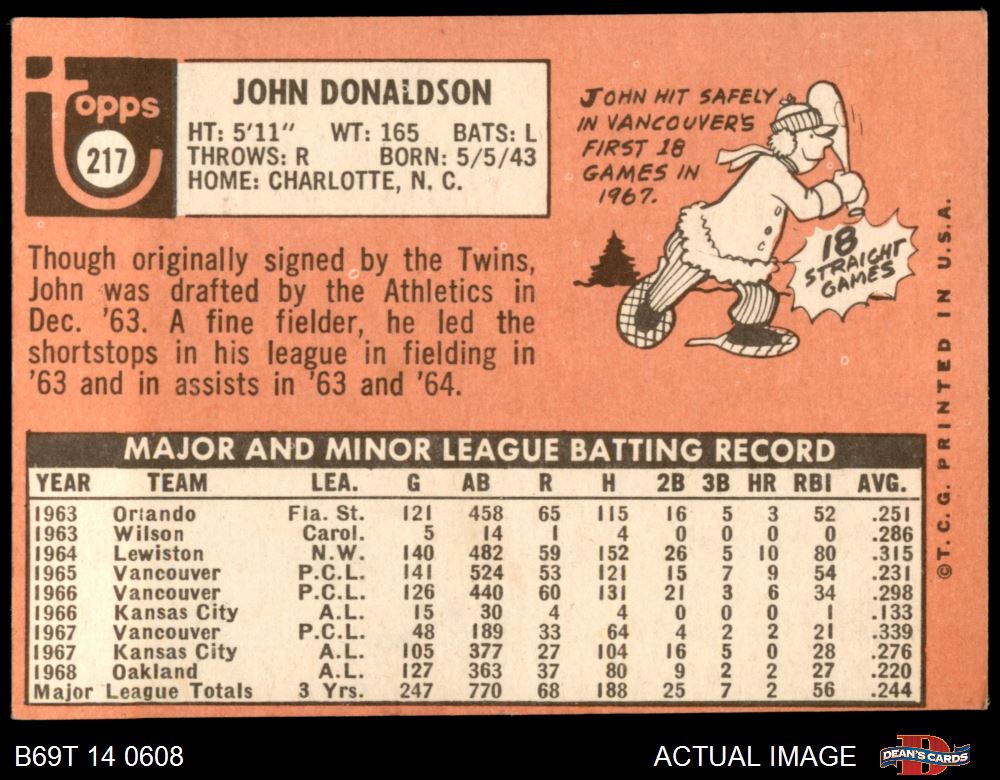 Topps
217
JOHN DONALDSON
HT: 5'11" WT: 165 BATS: L
THROWS: R BORN: 5/5/43
HOME: CHARLOTTE, N. C.
JOHN HIT SAFELY
IN VANCOUVER'S
FIRST 18
GAMES IN
1967.
18
STRAIGHT
GAMES
Though originally signed by the Twins,
John was drafted by the Athletics in
Dec. '63. A fine fielder, he led the
shortstops in his league in fielding in
'63 and in assists in '63 and '64.
MAJOR AND MINOR LEAGUE BATTING RECORD
YEAR TEAM LEA. G AB R H 2B 3B HR RBI AVG.
1963 Orlando Fla. St. 121 458 65 115 16 5 3 52 .251
1963 Wilson Carol. 5 14 1 4 0 0 0 0 .286
1964 Lewiston N.W. 140 482 59 152 26 5 10 80 .315
1965 Vancouver P.C.L. 141 524 53 121 15 7 9 54 .231
1966 Vancouver P.C.L. 126 440 60 131 21 3 6 34 .298
1966 Kansas City A.L. 15 30 4 4 0 0 0 1 .133
1967 Vancouver P.C.L. 48 189 33 64 4 2 2 21 .339
1967 Kansas City A.L. 105 377 27 104 16 5 0 28 .276
1968 Oakland A.L. 127 363 37 80 9 2 2 27 .220
Major League Totals 3 Yrs. 247 770 68 188 25 7 2 56 .244
©T. C. G. PRINTED IN U.S.A.
B69T 14 0608
ACTUAL IMAGE
DEAN'S CARDS